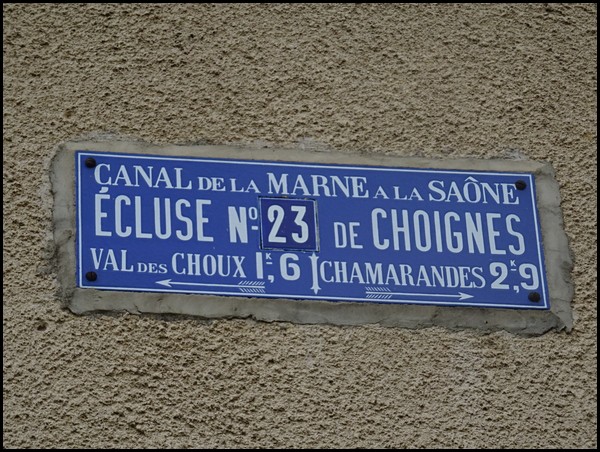 CANAL DE LA MARNE A LA SAÔNE
ÉCLUSE No 23 DE CHOIGNES
VAL DES CHOUX 1K,6 CHAMARANDES 2K,9